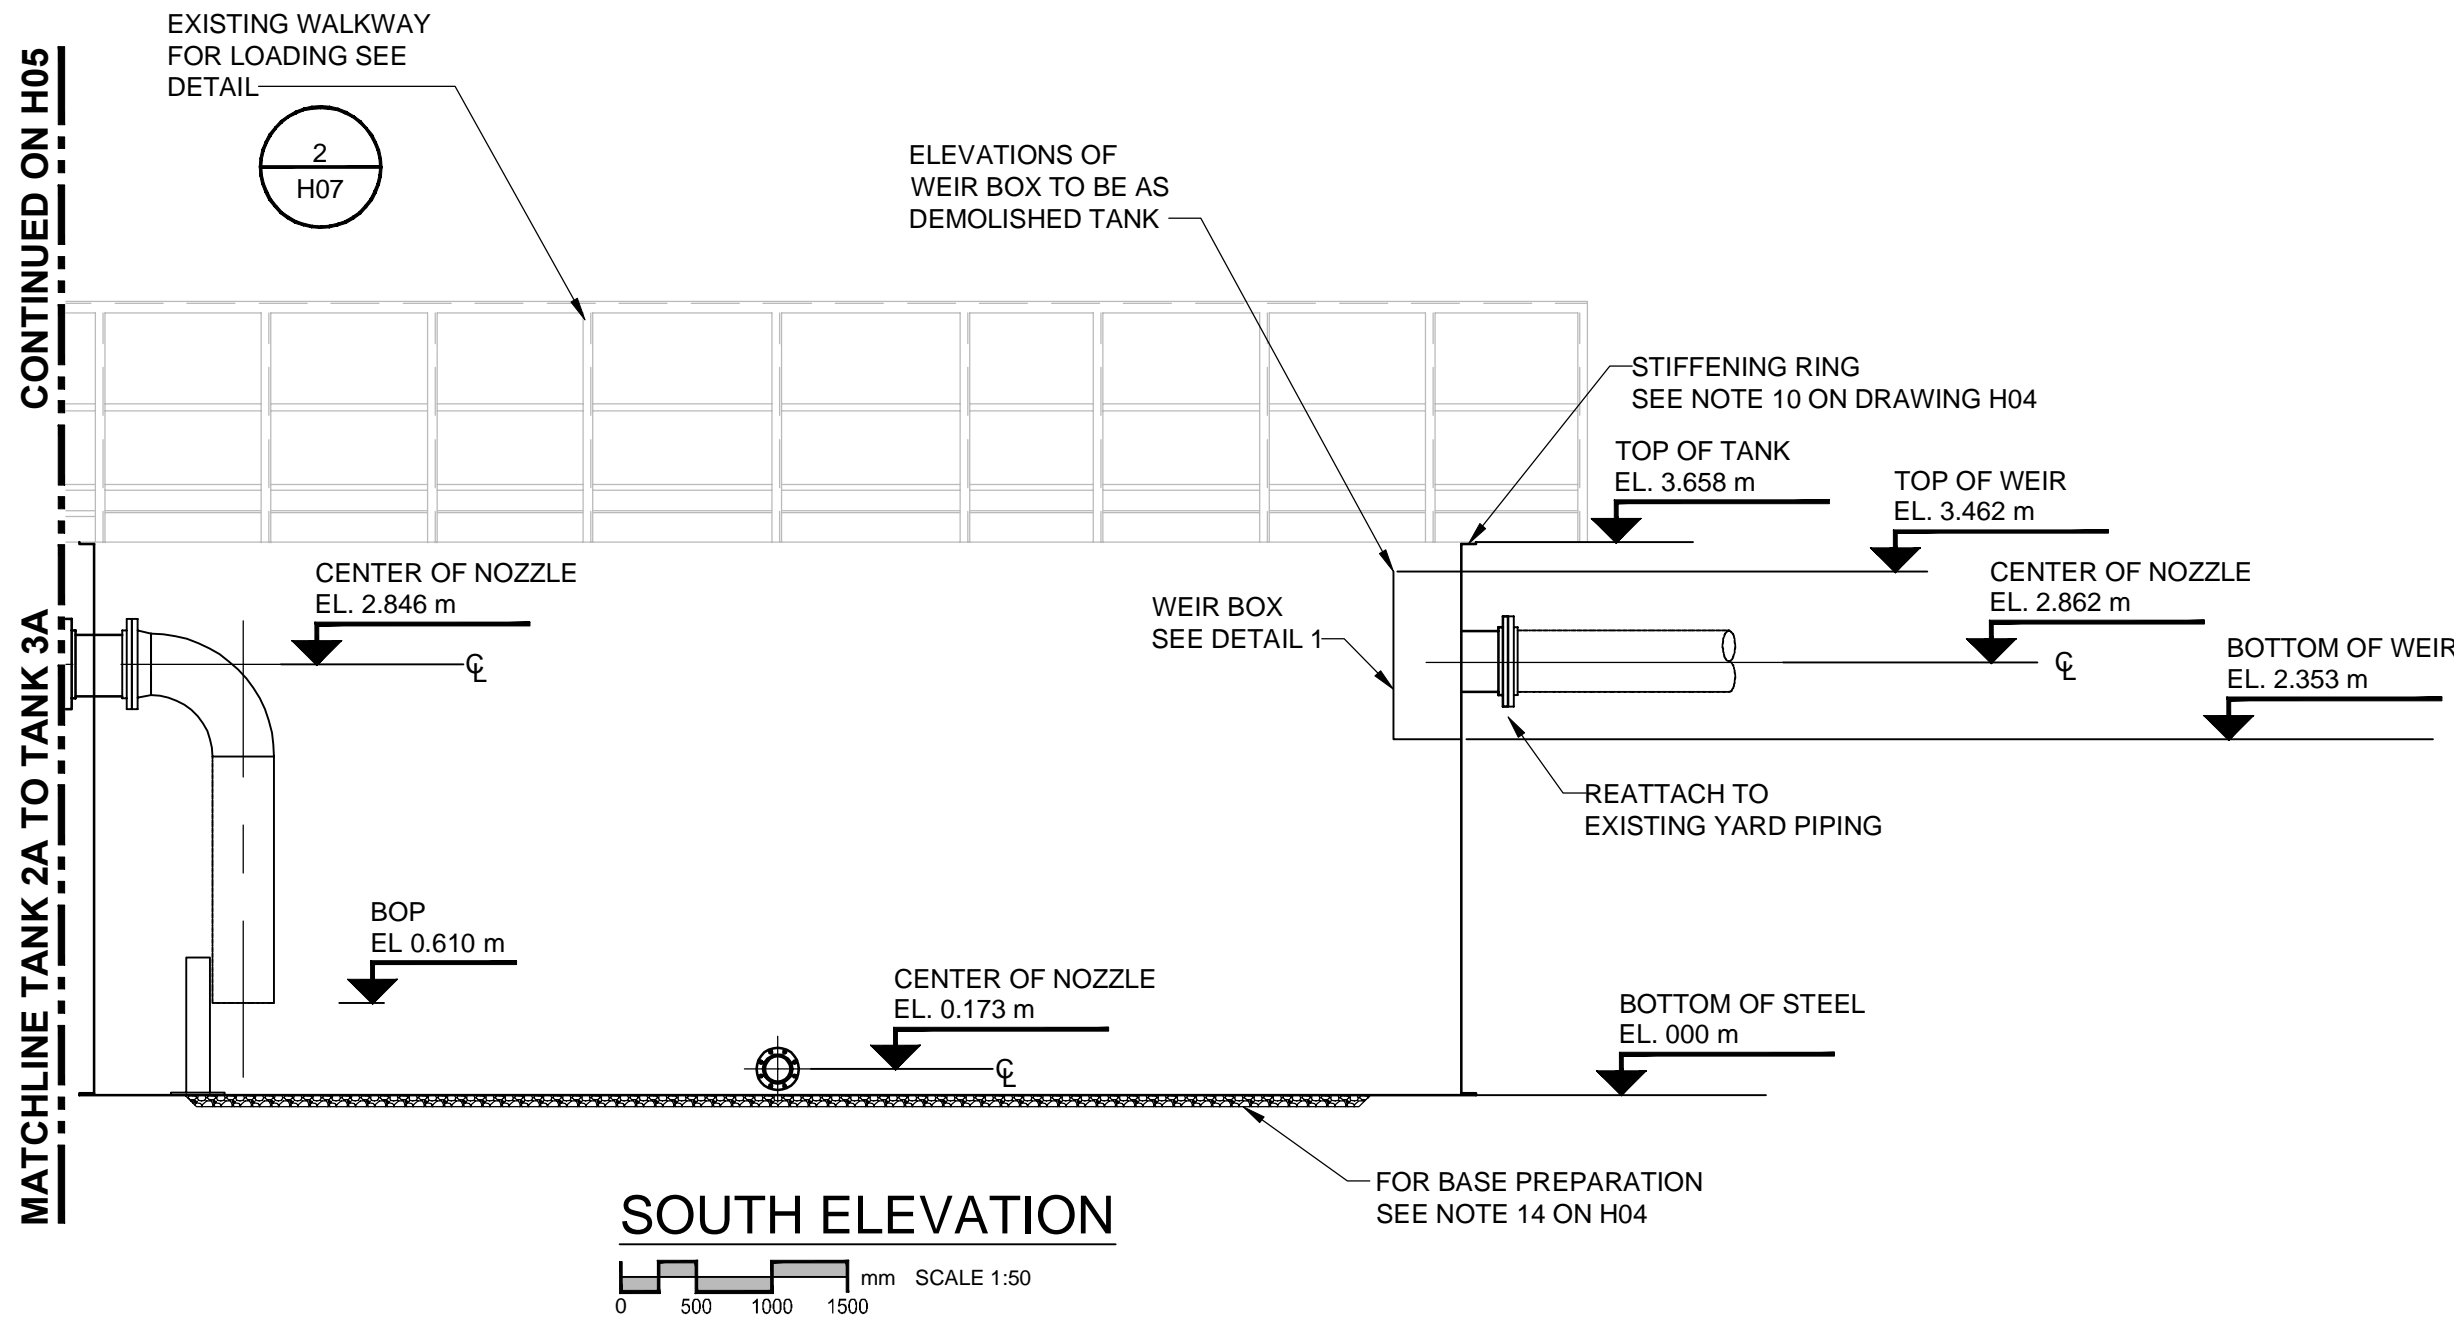 EXISTING WALKWAY
FOR LOADING SEE
DETAIL
2
H07
CONTINUED ON H05
MATCHLINE TANK 2A TO TANK 3A
ELEVATIONS OF
WEIR BOX TO BE AS
DEMOLISHED TANK
STIFFENING RING
SEE NOTE 10 ON DRAWING H04
TOP OF TANK
EL. 3.658 m
TOP OF WEIR
EL. 3.462 m
CENTER OF NOZZLE
EL. 2.846 m
CL
WEIR BOX
SEE DETAIL 1
CENTER OF NOZZLE
EL. 2.862 m
CL
BOTTOM OF WEIR
EL. 2.353 m
REATTACH TO
EXISTING YARD PIPING
BOP
EL 0.610 m
CENTER OF NOZZLE
EL. 0.173 m
CL
BOTTOM OF STEEL
EL. 000 m
FOR BASE PREPARATION
SEE NOTE 14 ON H04
SOUTH ELEVATION
mm SCALE 1:50
0 500 1000 1500